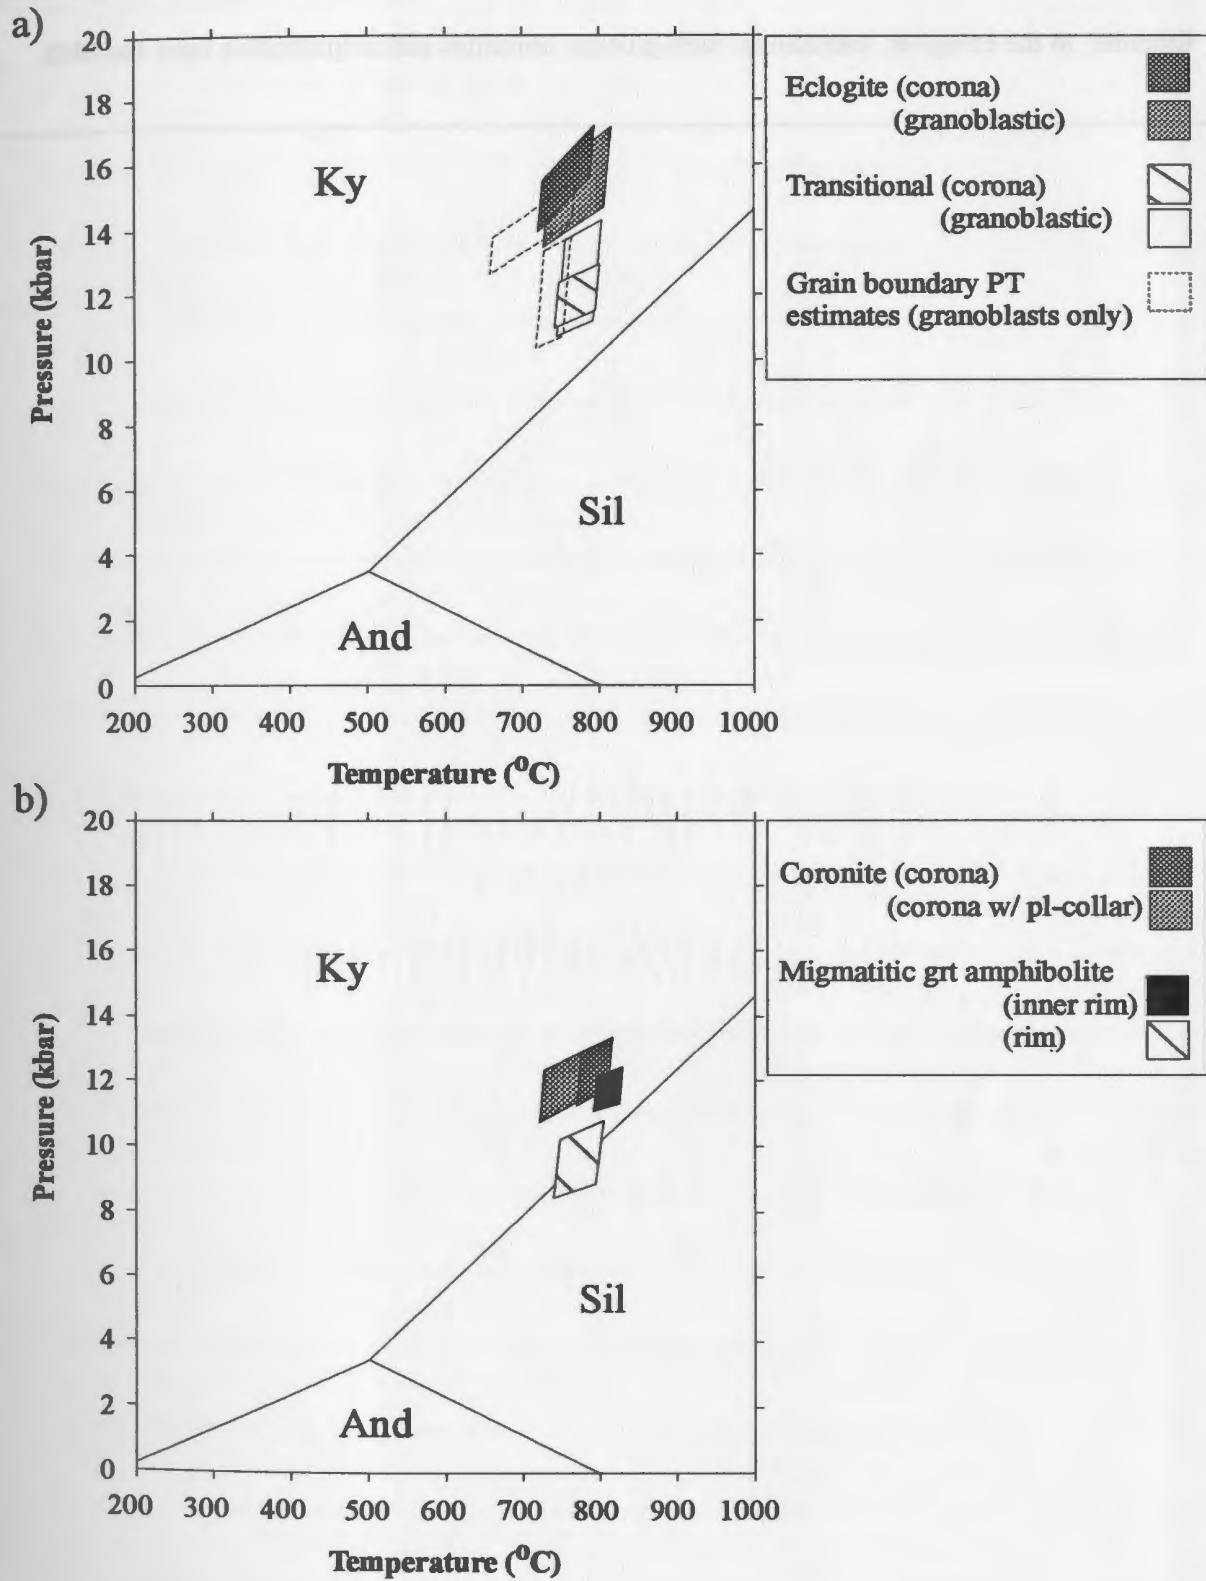 a)
20
18
16
14
12
10
8
6
4
2
0
Pressure (kbar)
Ky
Sil
And
200 300 400 500 600 700 800 900 1000
Temperature (°C)
Eclogite (corona)
(granoblastic)
Transitional (corona)
(granoblastic)
Grain boundary PT
estimates (granoblasts only)
b)
20
18
16
14
12
10
8
6
4
2
0
Pressure (kbar)
Ky
Sil
And
200 300 400 500 600 700 800 900 1000
Temperature (°C)
Coronite (corona)
(corona w/ pl-collar)
Migmatitic grt amphibolite
(inner rim)
(rim)